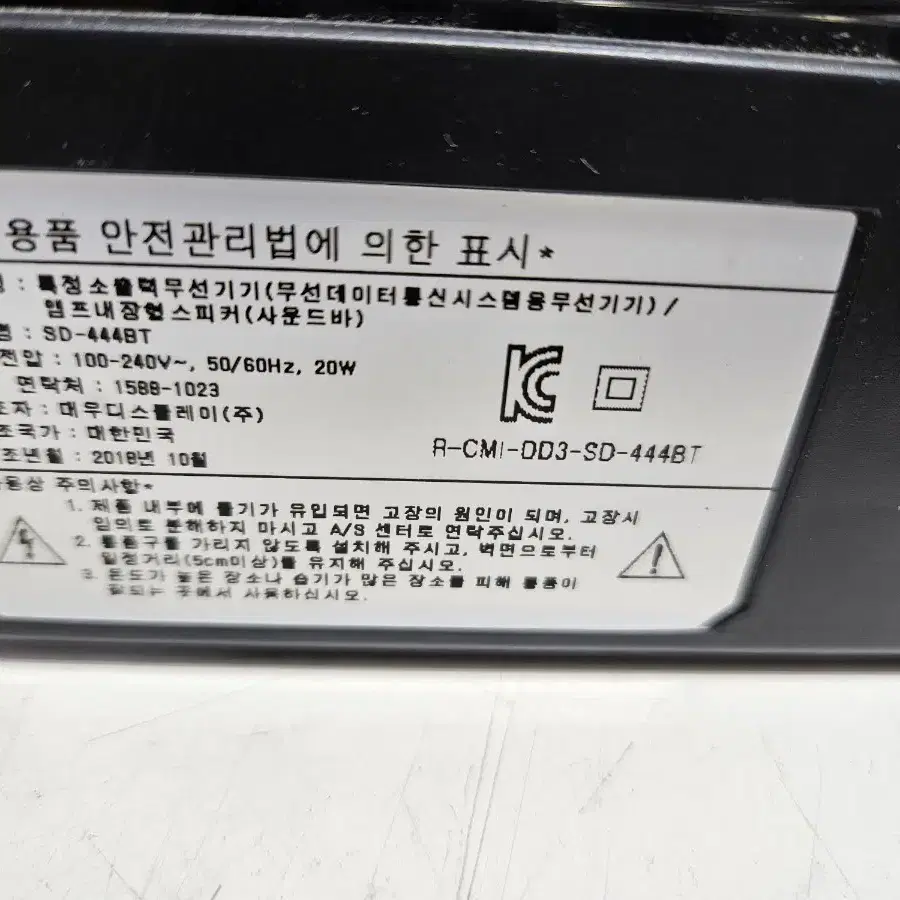 용품 안전관리법에 의한 표시*
: 특정소출력무선기기(무선데이터통신시스템용무선기기)/
앰프내장형스피커(사운드바)
명 : SD-444BT
전압 : 100-240V~, 50/60Hz, 20W
연락처 : 1588-1023
조자 : 대우디스플레이(주)
조국가 : 대한민국
조년월 : 2018년 10월
R-CMI-DD3-SD-444BT
용상 주의사항*
1. 제품 내부에 물기가 유입되면 고장의 원인이 되며, 고장시
임의로 분해하지 마시고 A/S 센터로 연락주십시오.
2. 통풍구를 가리지 않도록 설치해 주시고, 벽면으로부터
일정거리(5cm이상)를 유지해 주십시오.
3. 온도가 높은 장소나 습기가 많은 장소를 피해 통풍이
잘되는 곳에서 사용하십시오.